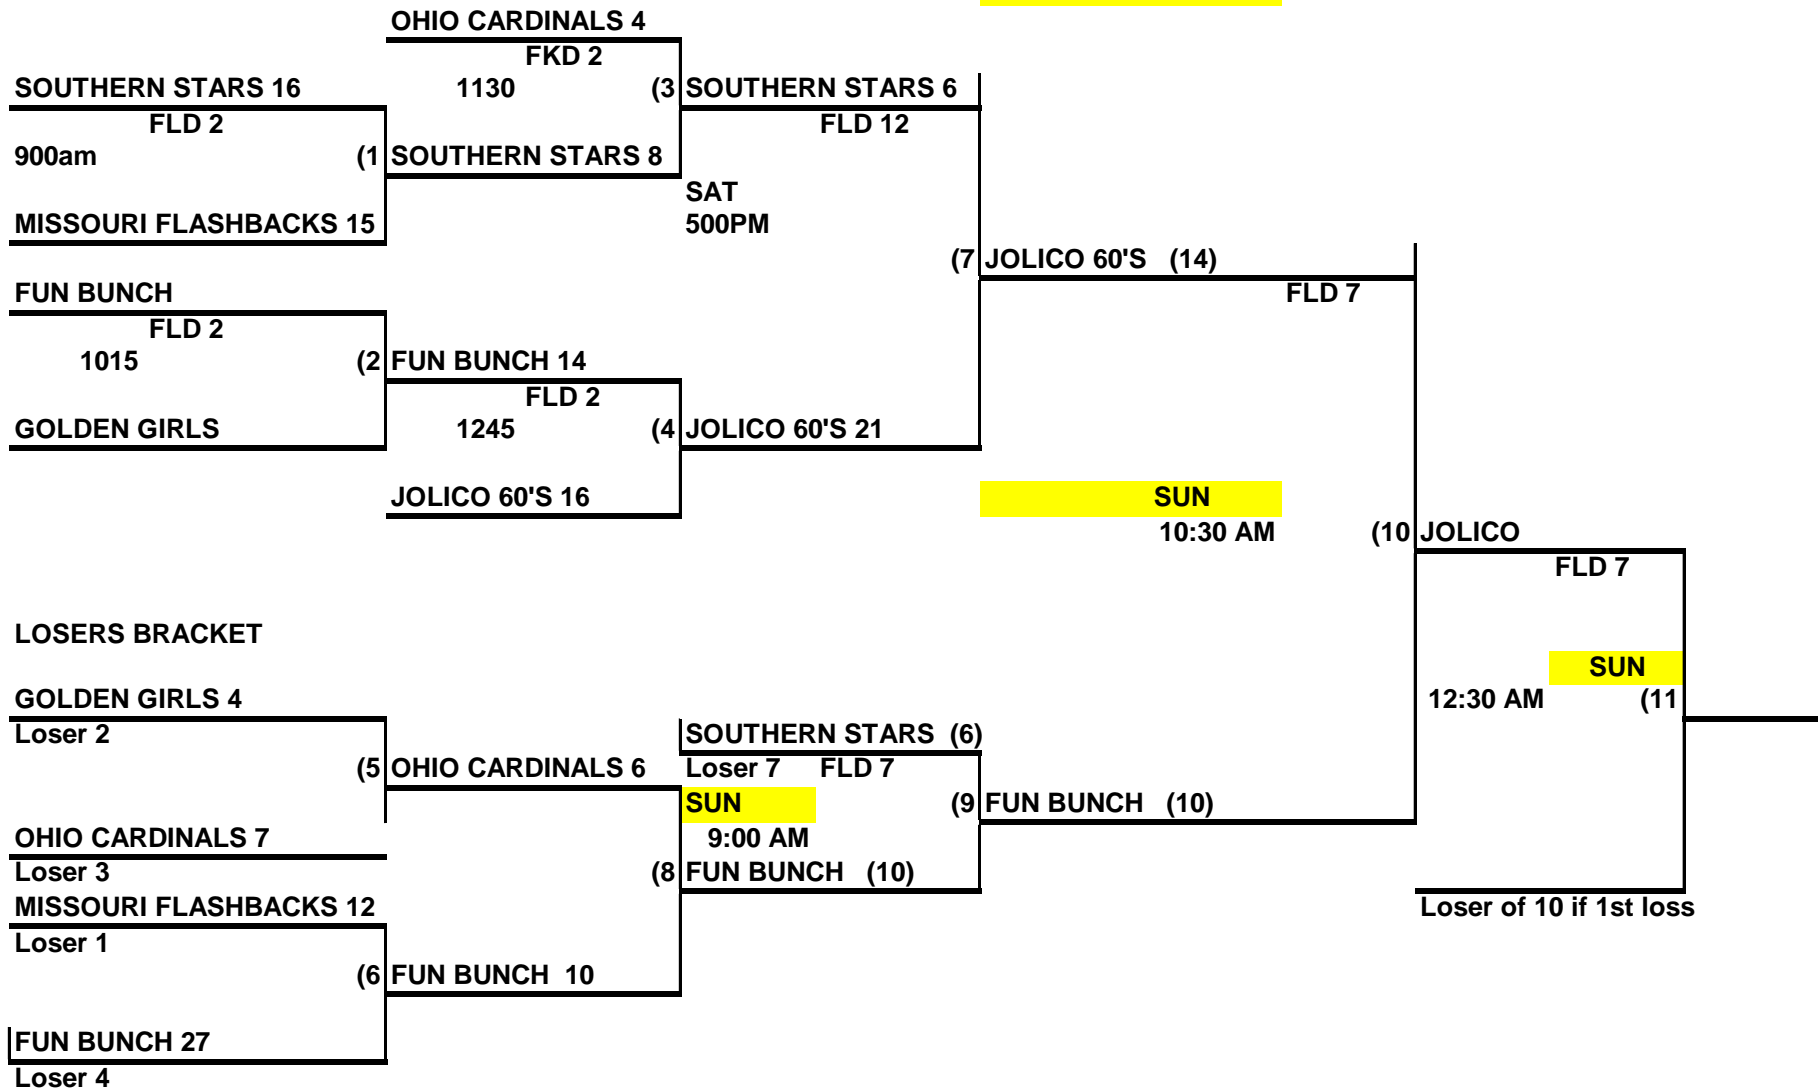 OHIO CARDINALS 4
FKD 2
SOUTHERN STARS 16 1130 (3 SOUTHERN STARS 6
FLD 2 FLD 12
900am (1 SOUTHERN STARS 8
SAT
MISSOURI FLASHBACKS 15 500PM
(7 JOLICO 60'S (14)
FUN BUNCH FLD 7
FLD 2
1015 (2 FUN BUNCH 14
FLD 2
GOLDEN GIRLS 1245 (4 JOLICO 60'S 21
JOLICO 60'S 16 SUN
10:30 AM (10 JOLICO
FLD 7
LOSERS BRACKET
SUN
GOLDEN GIRLS 4 12:30 AM (11
Loser 2 SOUTHERN STARS (6)
(5 OHIO CARDINALS 6 Loser 7 FLD 7
SUN (9 FUN BUNCH (10)
OHIO CARDINALS 7 9:00 AM
Loser 3 (8 FUN BUNCH (10)
MISSOURI FLASHBACKS 12 Loser of 10 if 1st loss
Loser 1
(6 FUN BUNCH 10
FUN BUNCH 27
Loser 4